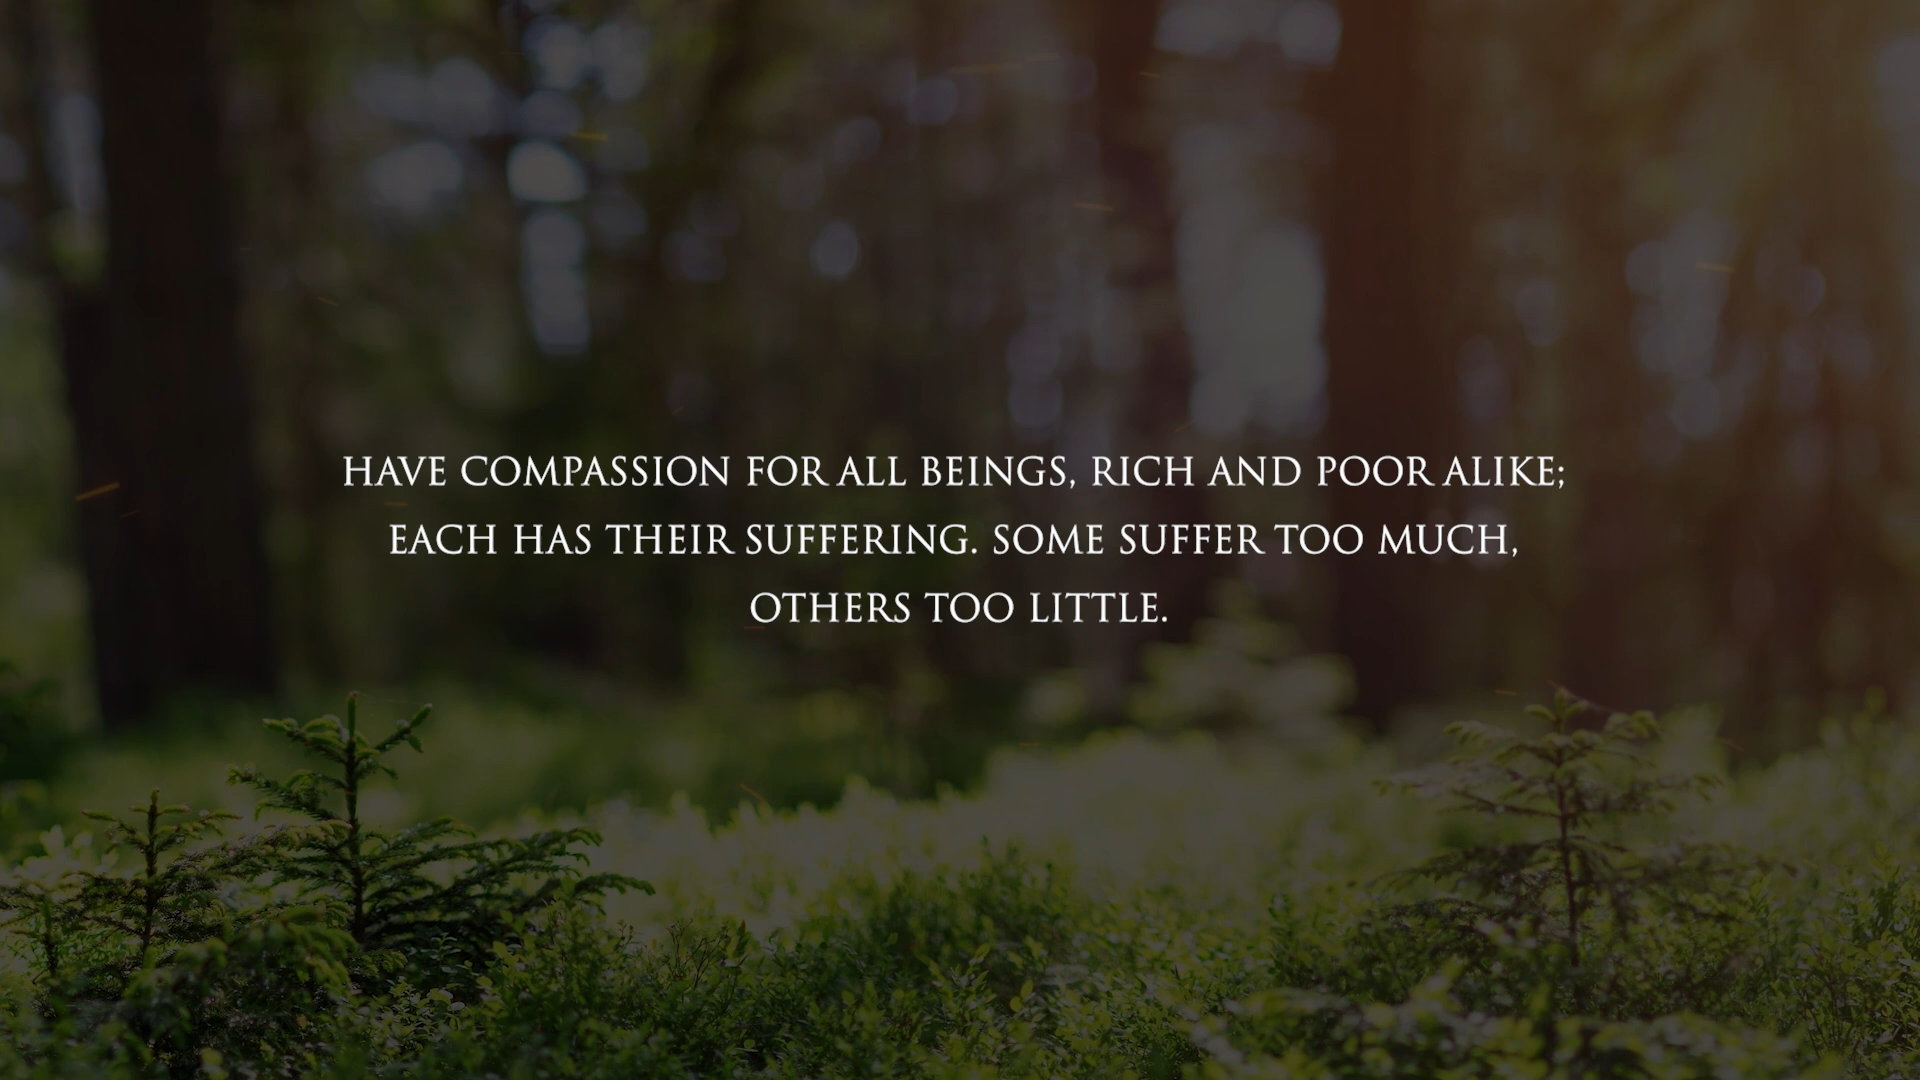 HAVE COMPASSION FOR ALL BEINGS, RICH AND POOR ALIKE;
EACH HAS THEIR SUFFERING. SOME SUFFER TOO MUCH,
OTHERS TOO LITTLE.